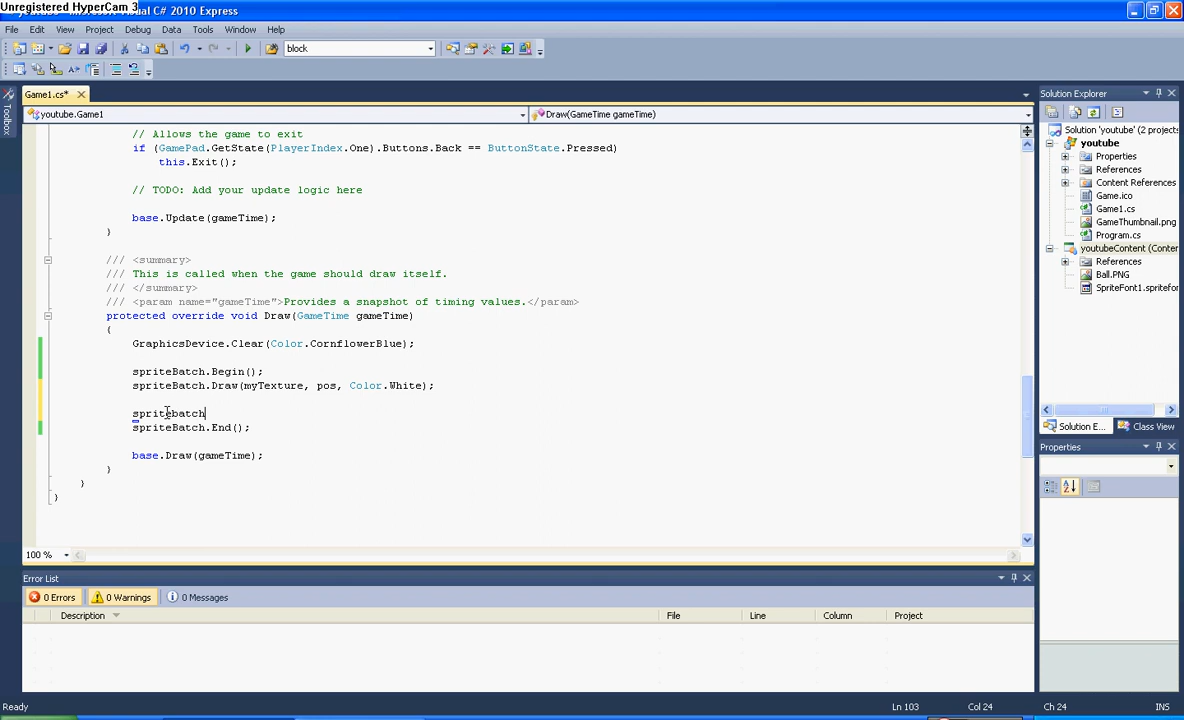 Unregistered HyperCam 3
Microsoft Visual C# 2010 Express
File Edit View Project Debug Data Tools Window Help
block
Toolbox
Game1.cs*
youtube.Game1
Draw(GameTime gameTime)
// Allows the game to exit
if (GamePad.GetState(PlayerIndex.One).Buttons.Back == ButtonState.Pressed)
this.Exit();
// TODO: Add your update logic here
base.Update(gameTime);
}
/// <summary>
/// This is called when the game should draw itself.
/// </summary>
/// <param name="gameTime">Provides a snapshot of timing values.</param>
protected override void Draw(GameTime gameTime)
{
GraphicsDevice.Clear(Color.CornflowerBlue);
spriteBatch.Begin();
spriteBatch.Draw(myTexture, pos, Color.White);
spritebatch
spriteBatch.End();
base.Draw(gameTime);
}
}
}
100 %
Solution Explorer
Solution 'youtube' (2 projects
youtube
Properties
References
Content References
Game.ico
Game1.cs
GameThumbnail.png
Program.cs
youtubeContent (Conter
References
Ball.PNG
SpriteFont1.spritefon
Solution E...
Class View
Properties
Error List
0 Errors
0 Warnings
0 Messages
Description
File
Line
Column
Project
Ready
Ln 103
Col 24
Ch 24
INS